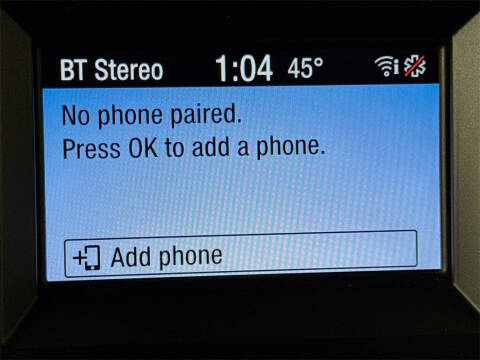 BT Stereo 1:04 45° i
No phone paired.
Press OK to add a phone.
Add phone